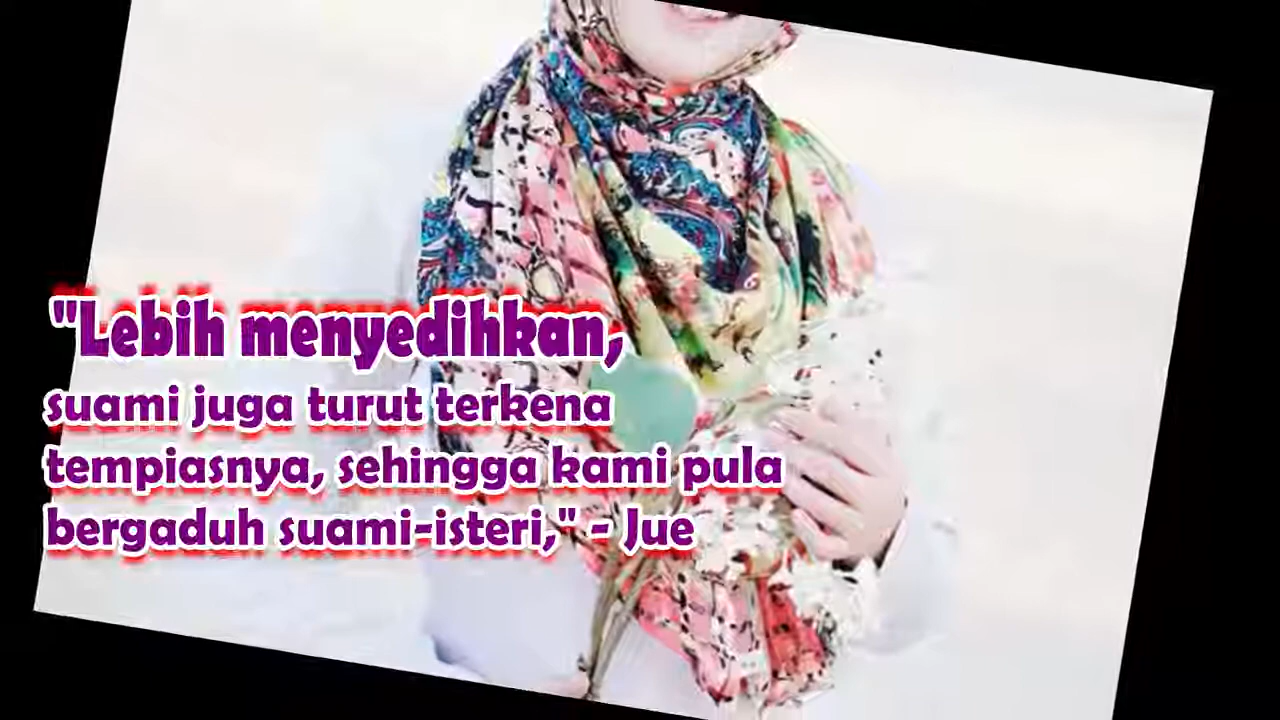 "Lebih menyedihkan,
suami juga turut terkena
tempiasnya, sehingga kami pula
bergaduh suami-isteri," - Jue